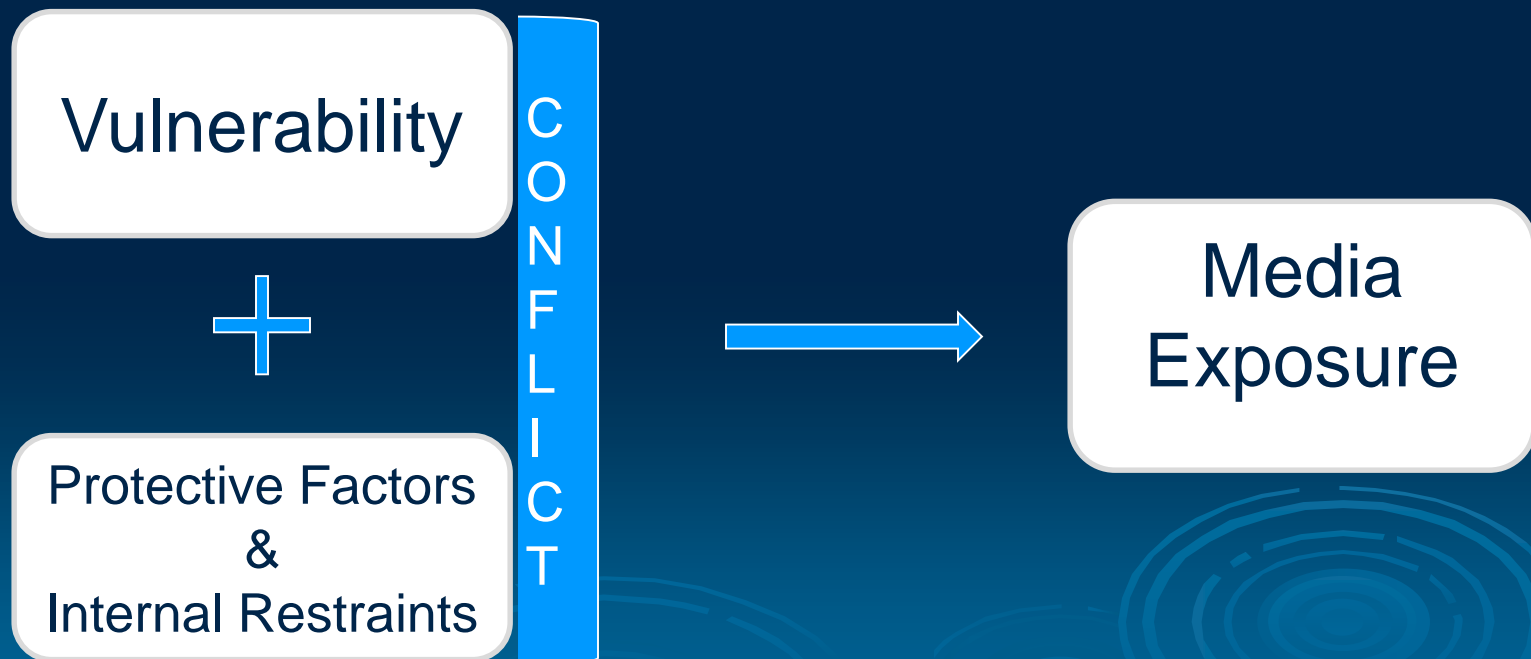 Vulnerability
Protective Factors
&
Internal Restraints
C
O
N
F
L
I
C
T
Media
Exposure